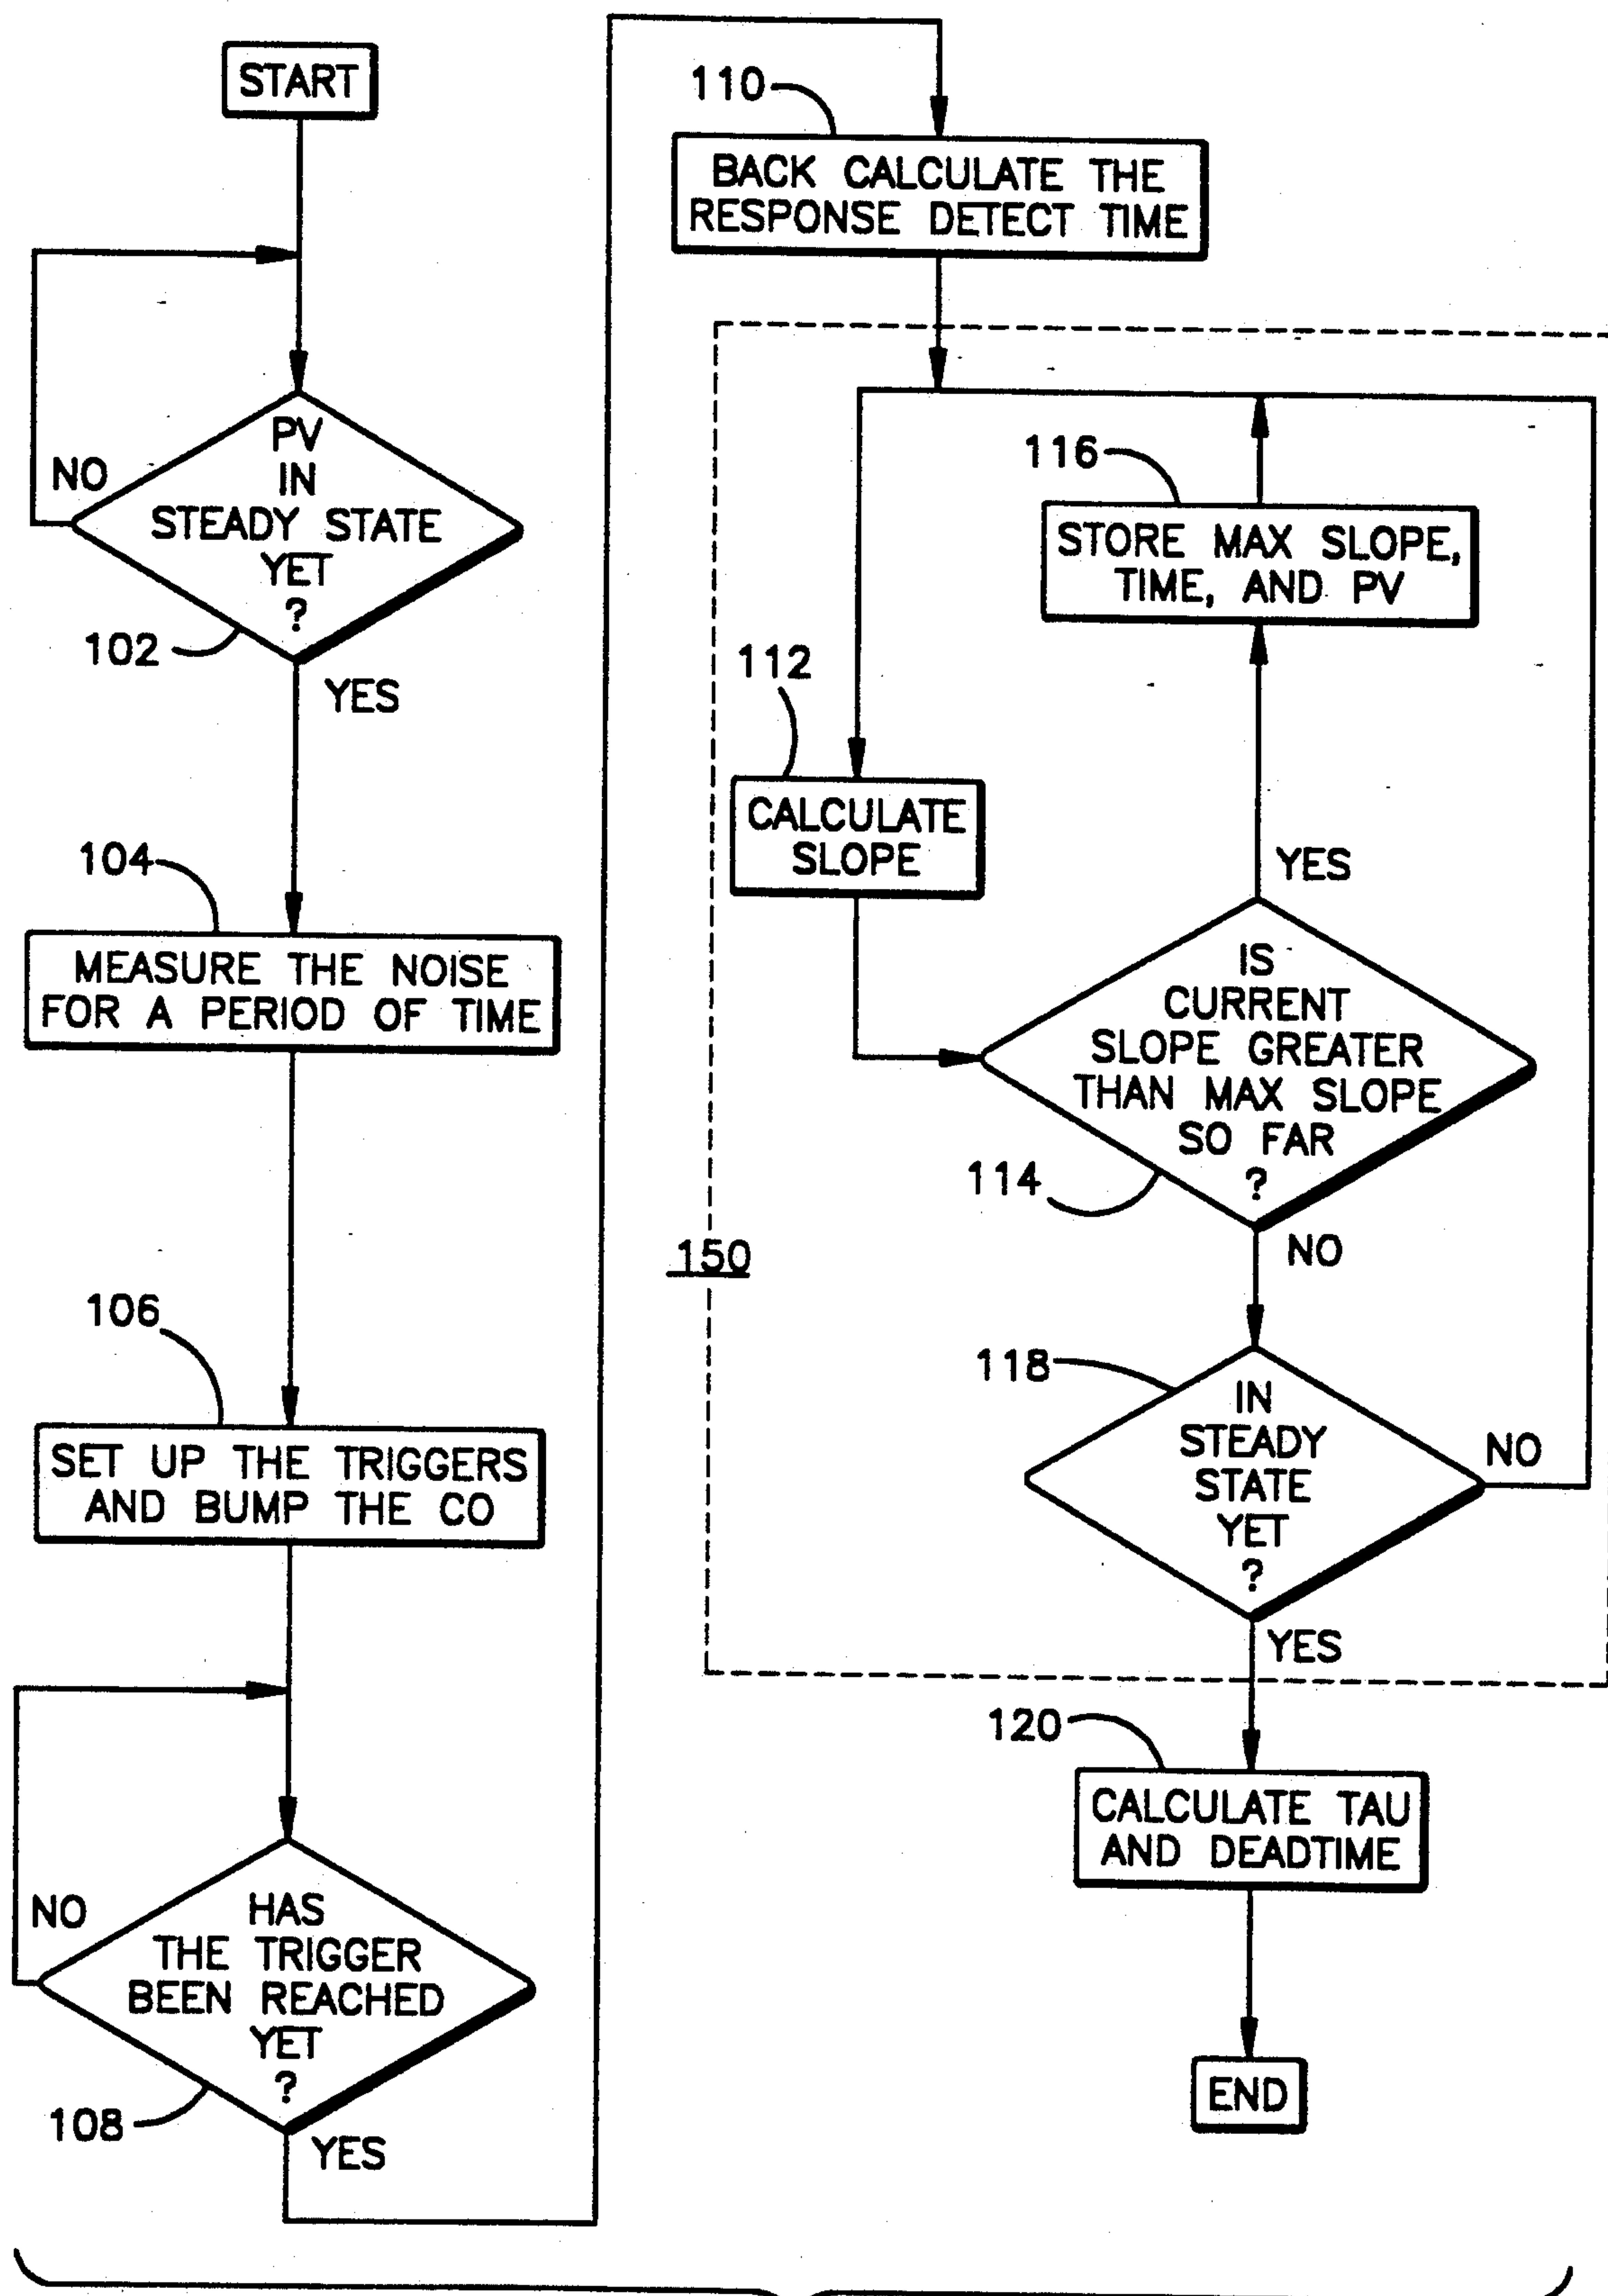 START
PV
IN
STEADY STATE
YET
?
NO
102
YES
104
MEASURE THE NOISE
FOR A PERIOD OF TIME
106
SET UP THE TRIGGERS
AND BUMP THE CO
NO
HAS
THE TRIGGER
BEEN REACHED
YET
?
108
YES
110
BACK CALCULATE THE
RESPONSE DETECT TIME
116
STORE MAX SLOPE,
TIME, AND PV
112
CALCULATE
SLOPE
YES
IS
CURRENT
SLOPE GREATER
THAN MAX SLOPE
SO FAR
?
114
NO
150
118
IN
STEADY
STATE
YET
?
NO
YES
120
CALCULATE TAU
AND DEADTIME
END